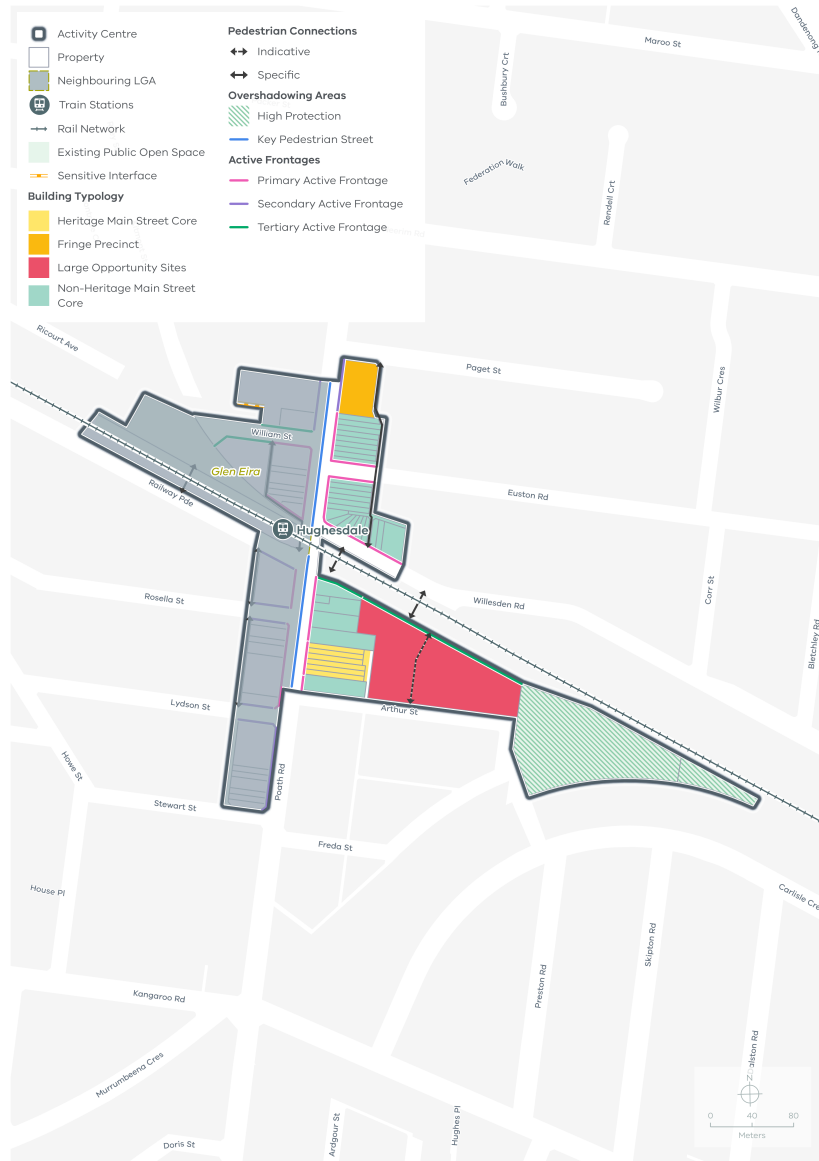 Activity Centre
Property
Neighbouring LGA
Train Stations
Rail Network
Existing Public Open Space
Sensitive Interface
Building Typology
Heritage Main Street Core
Fringe Precinct
Large Opportunity Sites
Non-Heritage Main Street
Core
Pedestrian Connections
Indicative
Specific
Overshadowing Areas
High Protection
Key Pedestrian Street
Active Frontages
Primary Active Frontage
Secondary Active Frontage
Tertiary Active Frontage
Dandenong
Maroo St
Bushbury Crt
Federation Walk
Rendell Crt
Ricourt Ave
Paget St
Wilbur Cres
William St
Glen Eira
Railway Pde
Euston Rd
Hughesdale
Rosella St
Willesden Rd
Corr St
Bletchley Rd
Lydson St
Arthur St
Howe St
Poath Rd
Stewart St
Freda St
House Pl
Carlisle Cre
Skipton Rd
Preston Rd
Kangaroo Rd
Murrumbeena Cres
alston Rd
Ardgour St
Hughes Pl
Doris St
0 40 80
Meters